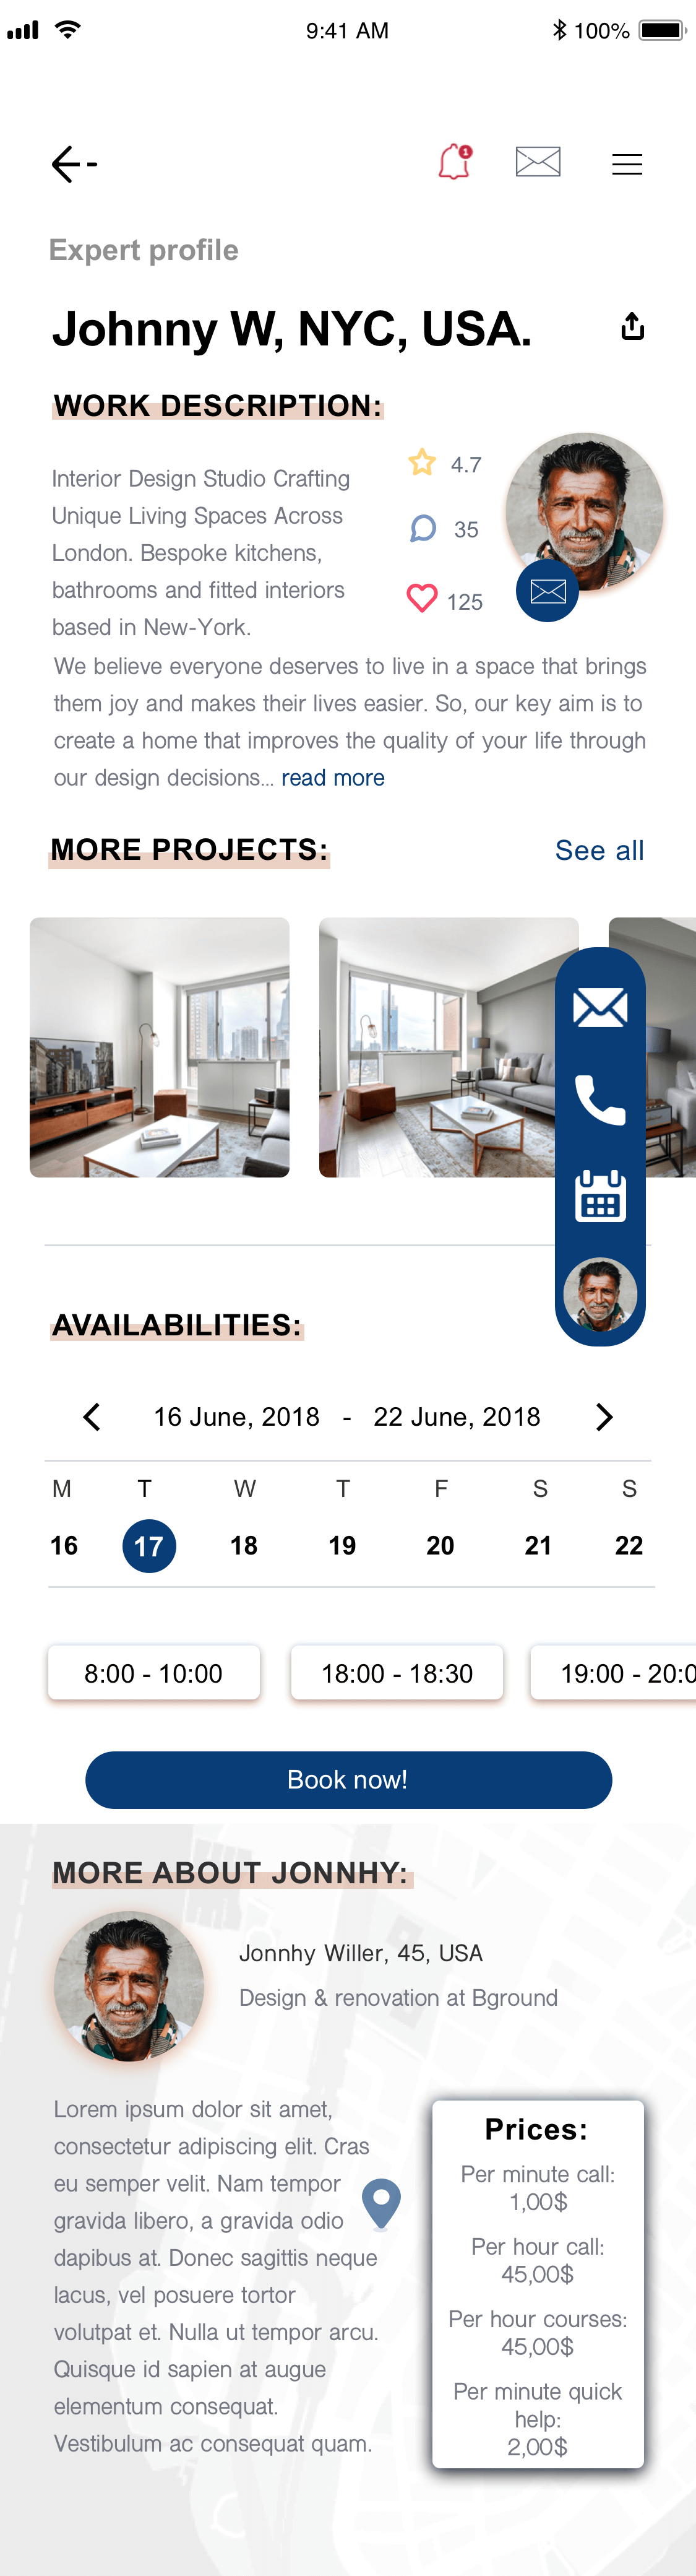 9:41 AM
100%
1
Expert profile
Johnny W, NYC, USA.
WORK DESCRIPTION:
Interior Design Studio Crafting
Unique Living Spaces Across
London. Bespoke kitchens,
bathrooms and fitted interiors
based in New-York.
4.7
35
125
We believe everyone deserves to live in a space that brings
them joy and makes their lives easier. So, our key aim is to
create a home that improves the quality of your life through
our design decisions... read more
MORE PROJECTS:
See all
AVAILABILITIES:
16 June, 2018 - 22 June, 2018
M T W T F S S
16 17 18 19 20 21 22
8:00 - 10:00
18:00 - 18:30
19:00 - 20:0
Book now!
MORE ABOUT JONNHY:
Jonnhy Willer, 45, USA
Design & renovation at Bground
Lorem ipsum dolor sit amet,
consectetur adipiscing elit. Cras
eu semper velit. Nam tempor
gravida libero, a gravida odio
dapibus at. Donec sagittis neque
lacus, vel posuere tortor
volutpat et. Nulla ut tempor arcu.
Quisque id sapien at augue
elementum consequat.
Vestibulum ac consequat quam.
Prices:
Per minute call:
1,00$
Per hour call:
45,00$
Per hour courses:
45,00$
Per minute quick
help:
2,00$